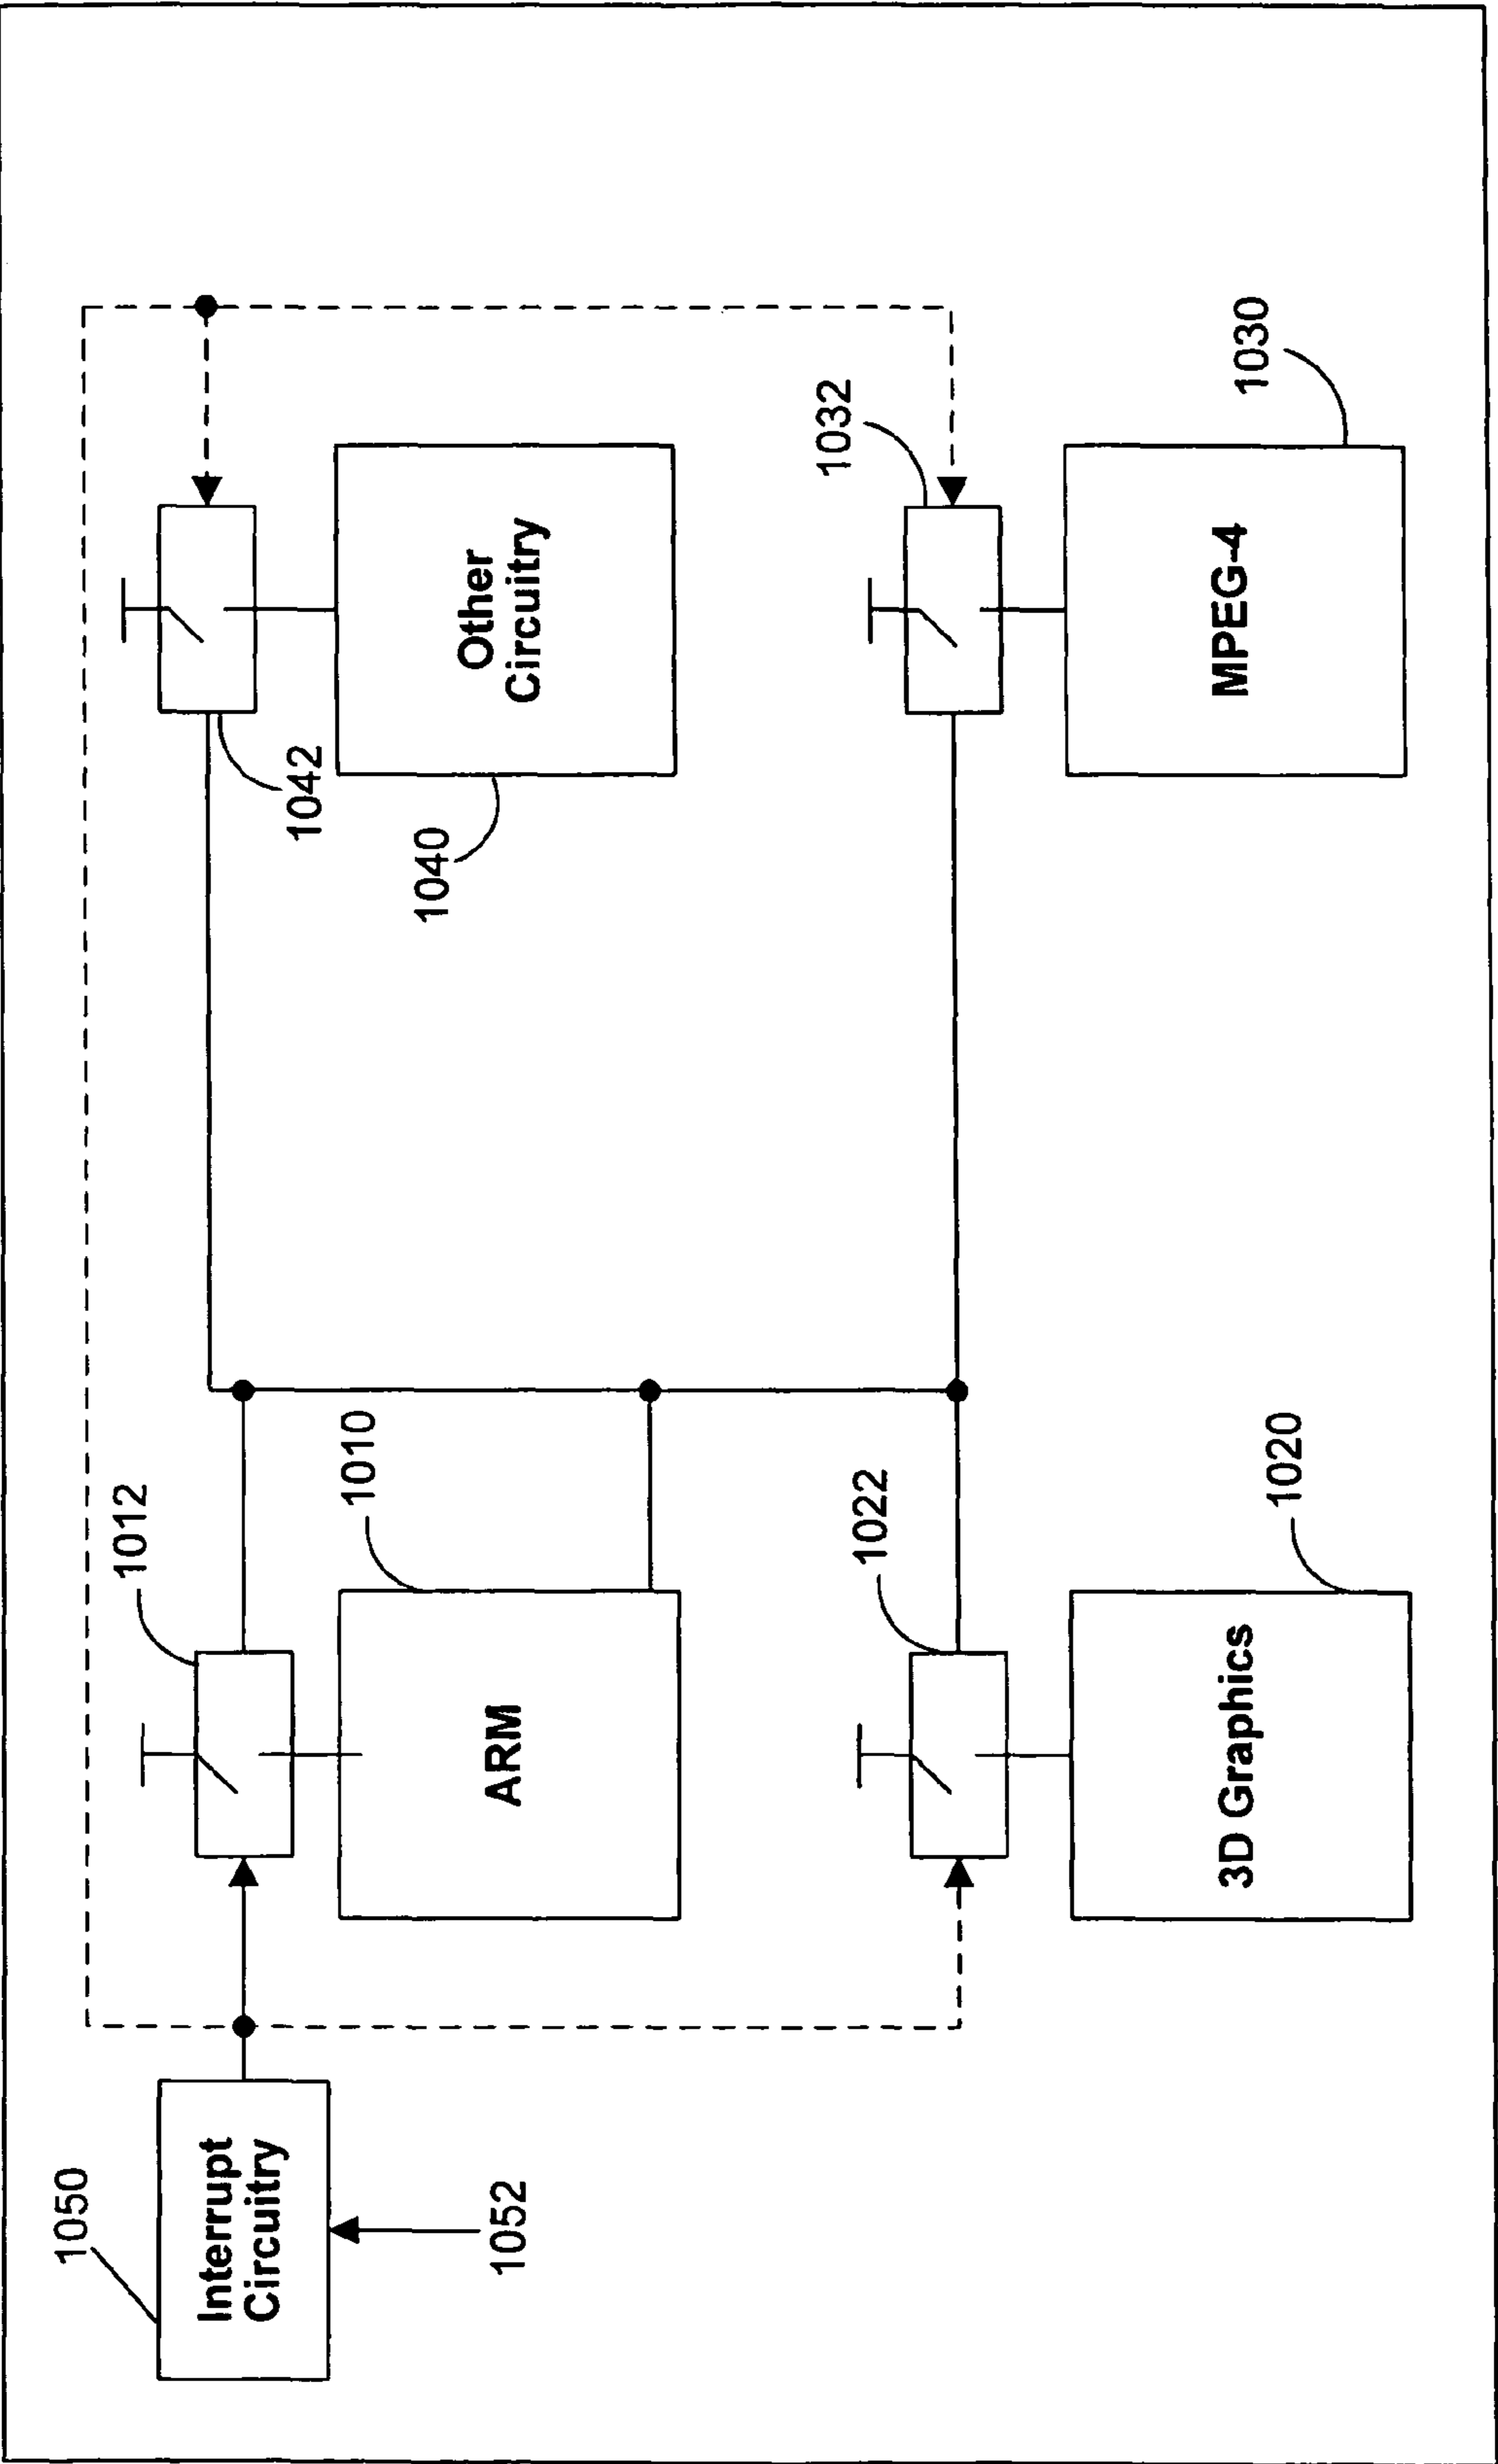 1050
Interrupt
Circuitry
1052
1012
1010
ARM
1022
1020
3D Graphics
1042
1040
Other
Circuitry
1032
1030
MPEG-4